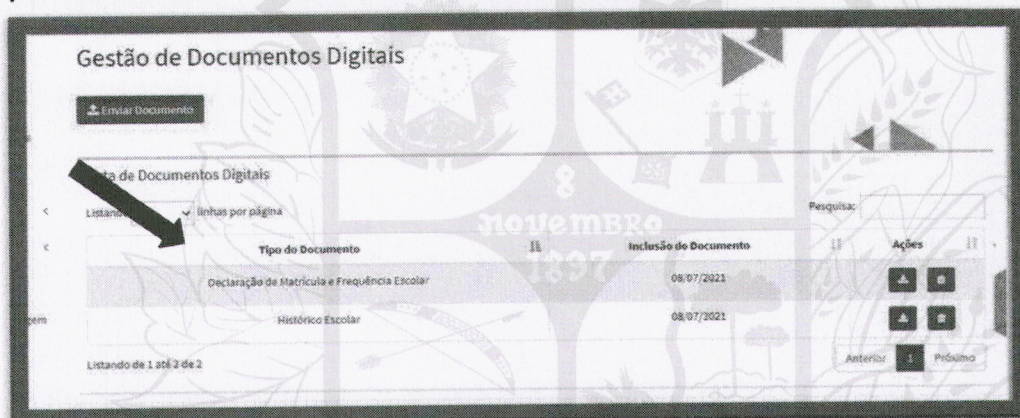 Gestão de Documentos Digitais
Enviar Documento
de Documentos Digitais
linhas por página
Pesquisa:
Tipo do Documento Inclusão do Documento Ações
Declaração de Matrícula e Frequência Escolar 08/07/2021
Histórico Escolar 08/07/2021
Listando de 1 até 2 de 2
Anterior 1 Próximo
8
NOVEMBRO
1897